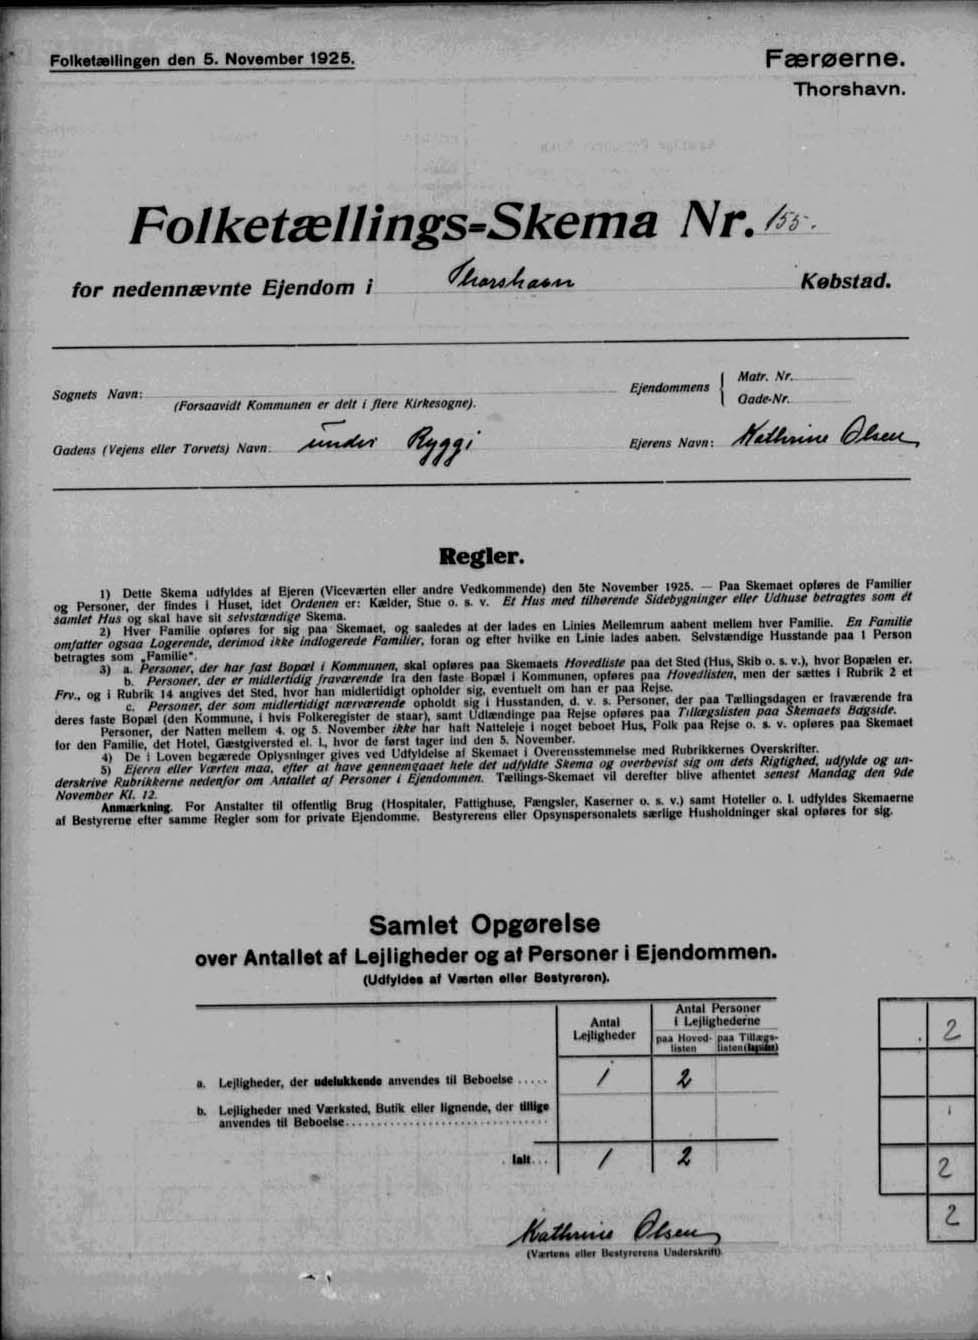 Folketællingen den 5. November 1925.
Færøerne.
Thorshavn.
Folketællings-Skema Nr. 155.
for nedennævnte Ejendom i Thorshavn Købstad.
Sognets Navn:
(Forsaavidt Kommunen er delt i flere Kirkesogne).
Ejendommens { Matr. Nr.
Gade-Nr.
Gadens (Vejens eller Torvets) Navn: under Ryggi
Ejerens Navn: Kathrine Olsen
Regler.
1) Dette Skema udfyldes af Ejeren (Viceværten eller andre Vedkommende) den 5te November 1925. — Paa Skemaet opføres de Familier
og Personer, der findes i Huset, idet Ordenen er: Kælder, Stue o. s. v. Et Hus med tilhørende Sidebygninger eller Udhuse betragtes som ét
samlet Hus og skal have sit selvstændige Skema.
2) Hver Familie opføres for sig paa Skemaet, og saaledes at der lades en Linies Mellemrum aabent mellem hver Familie. En Familie
omfatter ogsaa Logerende, derimod ikke indlogerede Familier, foran og efter hvilke en Linie lades aaben. Selvstændige Husstande paa 1 Person
betragtes som „Familie“.
3) a. Personer, der har fast Bopæl i Kommunen, skal opføres paa Skemaets Hovedliste paa det Sted (Hus, Skib o. s. v.), hvor Bopælen er.
b. Personer, der er midlertidig fraværende fra den faste Bopæl i Kommunen, opføres paa Hovedlisten, men der sættes i Rubrik 2 et
Frv., og i Rubrik 14 angives det Sted, hvor han midlertidigt opholder sig, eventuelt om han er paa Rejse.
c. Personer, der som midlertidigt nærværende opholdt sig i Husstanden, d. v. s. Personer, der paa Tællingsdagen er fraværende fra
deres faste Bopæl (den Kommune, i hvis Folkeregister de staar), samt Udlændinge paa Rejse opføres paa Tillægslisten paa Skemaets Bagside.
Personer, der Natten mellem 4. og 5. November ikke har haft Natteleje i noget beboet Hus, Folk paa Rejse o. s. v. opføres paa Skemaet
for den Familie, det Hotel, Gæstgiversted el. l., hvor de først tager ind den 5. November.
4) De i Loven begærede Oplysninger gives ved Udfyldelse af Skemaet i Overensstemmelse med Rubrikkernes Overskrifter.
5) Ejeren eller Værten maa, efter at have gennemgaaet hele det udfyldte Skema og overbevist sig om dets Rigtighed, udfylde og un-
derskrive Rubrikkerne nedenfor om Antallet af Personer i Ejendommen. Tællings-Skemaet vil derefter blive afhentet senest Mandag den 9de
November Kl. 12.
Anmærkning. For Anstalter til offentlig Brug (Hospitaler, Fattighuse, Fængsler, Kaserner o. s. v.) samt Hoteller o. l. udfyldes Skemaerne
af Bestyrerne efter samme Regler som for private Ejendomme. Bestyrerens eller Opsynspersonalets særlige Husholdninger skal opføres for sig.
Samlet Opgørelse
over Antallet af Lejligheder og af Personer i Ejendommen.
(Udfyldes af Værten eller Bestyreren).
Antal Lejligheder
Antal Personer i Lejlighederne
paa Hovedlisten
paa Tillægslisten (Bagsiden)
2
a. Lejligheder, der udelukkende anvendes til Beboelse ..... 1 2
b. Lejligheder med Værksted, Butik eller lignende, der tillige
anvendes til Beboelse
1
Ialt... 1 2
2
2
Kathrine Olsen
(Værtens eller Bestyrerens Underskrift)